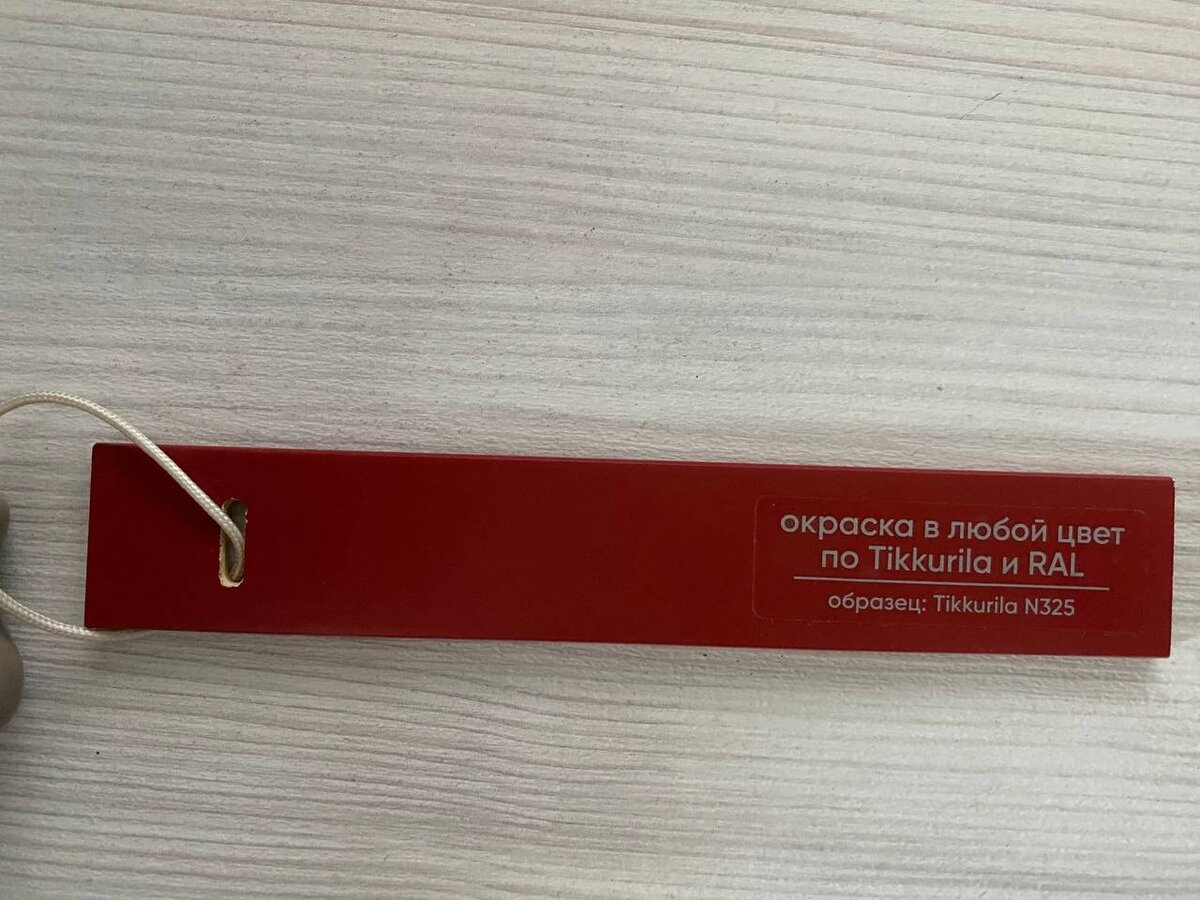 окраска в любой цвет
по Tikkurila и RAL
образец: Tikkurila N325